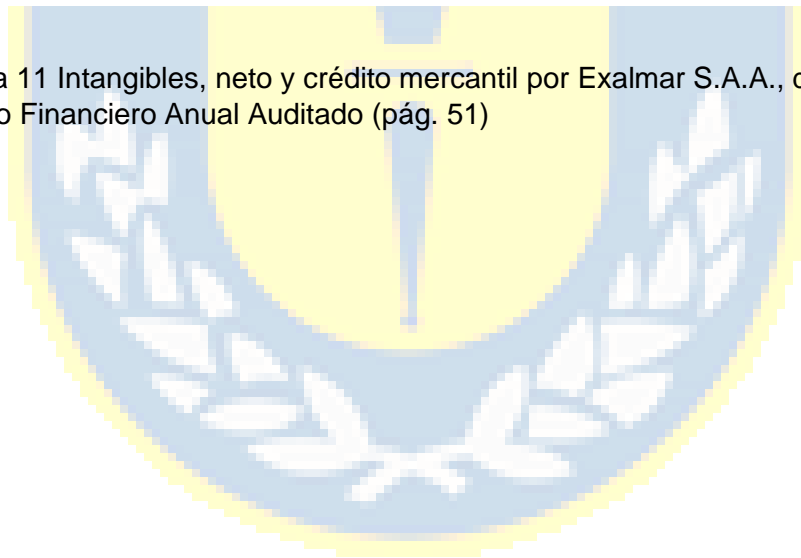 a 11 Intangibles, neto y crédito mercantil por Exalmar S.A.A.,
o Financiero Anual Auditado (pág. 51)